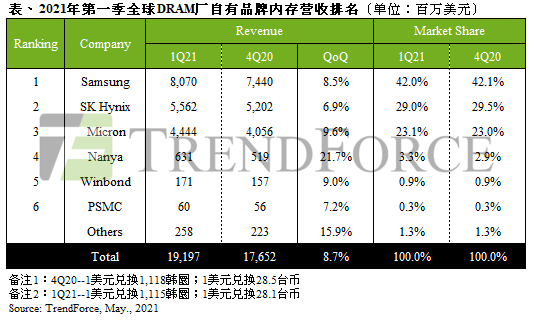 表、2021年第一季全球DRAM厂自有品牌内存营收排名（单位：百万美元）
Ranking Company Revenue Market Share
1Q21 4Q20 QoQ 1Q21 4Q20
1 Samsung 8,070 7,440 8.5% 42.0% 42.1%
2 SK Hynix 5,562 5,202 6.9% 29.0% 29.5%
3 Micron 4,444 4,056 9.6% 23.1% 23.0%
4 Nanya 631 519 21.7% 3.3% 2.9%
5 Winbond 171 157 9.0% 0.9% 0.9%
6 PSMC 60 56 7.2% 0.3% 0.3%
Others 258 223 15.9% 1.3% 1.3%
Total 19,197 17,652 8.7% 100.0% 100.0%
备注1：4Q20--1美元兑换1,118韩圜；1美元兑换28.5台币
备注2：1Q21--1美元兑换1,115韩圜；1美元兑换28.1台币
Source: TrendForce, May., 2021
TRENDFORCE